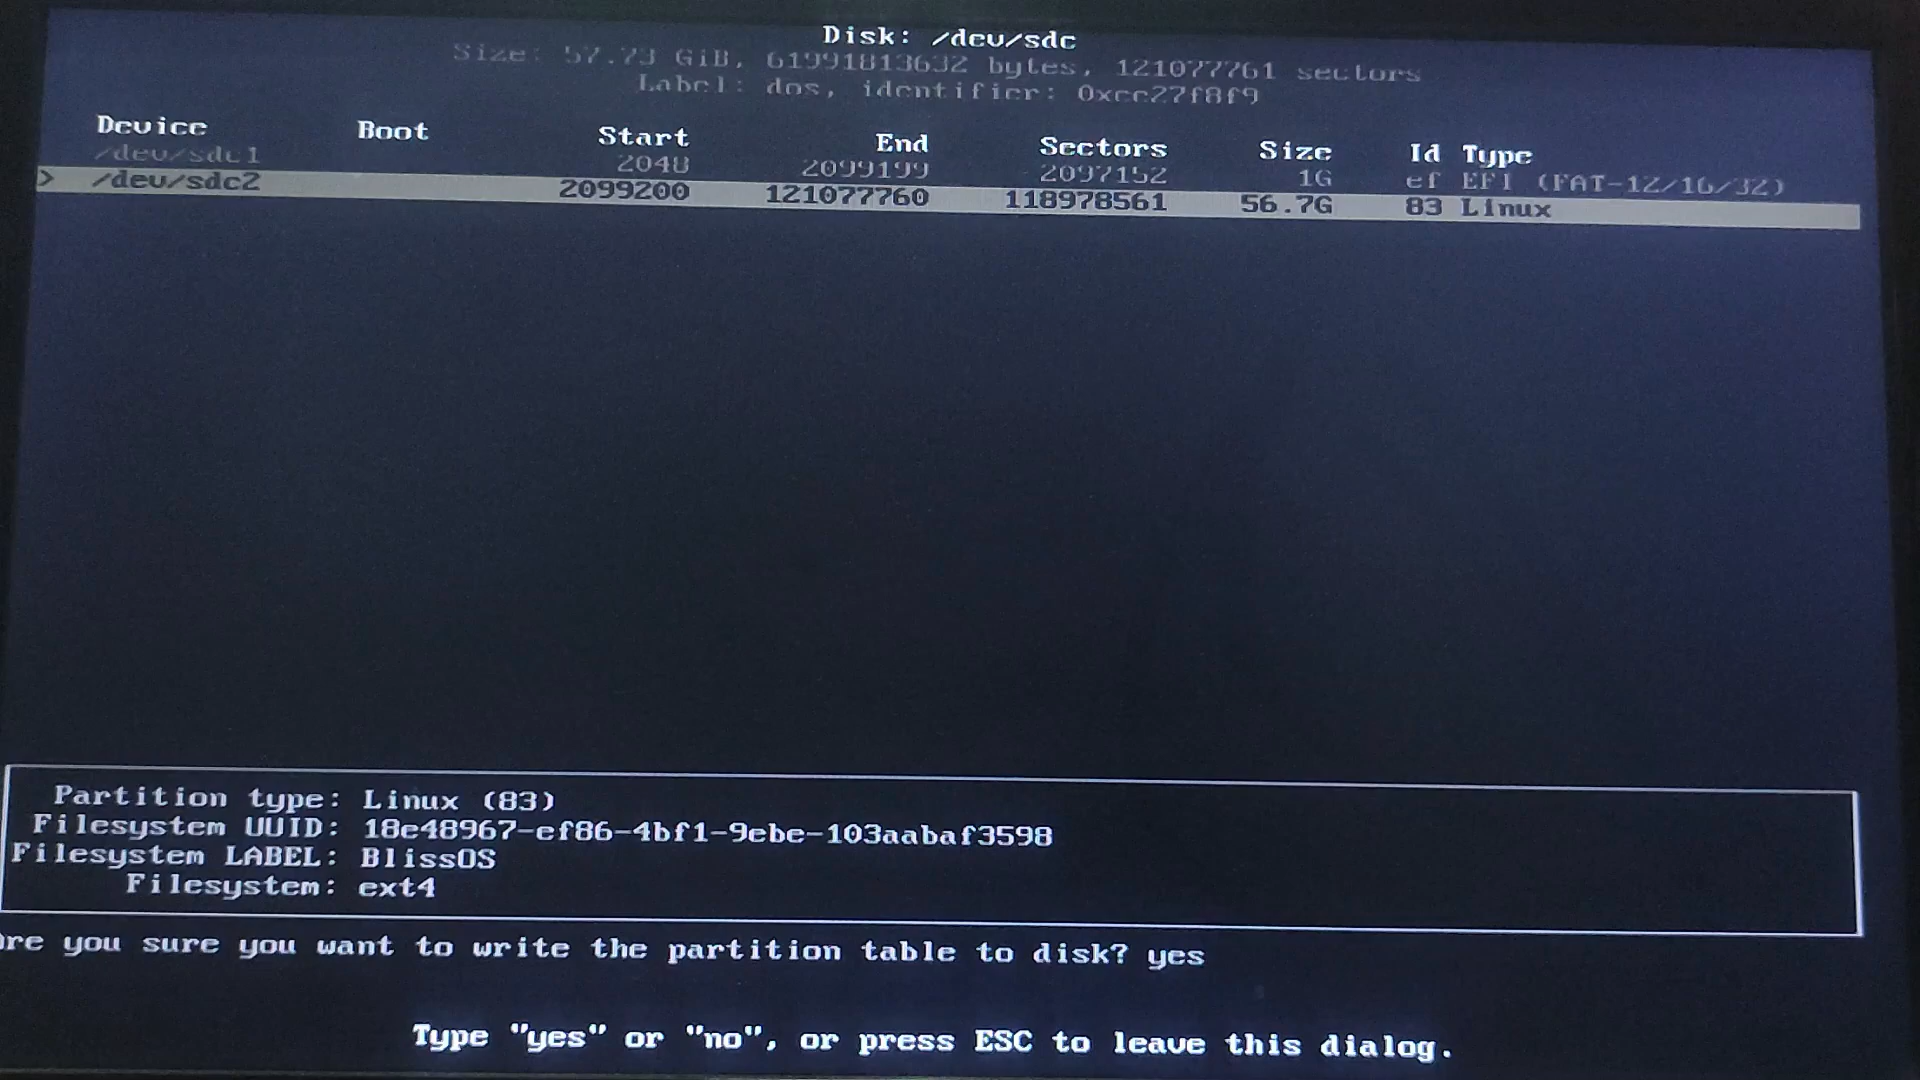 Disk: /dev/sdc
Size: 57.73 GiB, 61991813632 bytes, 121077761 sectors
Label: dos, identifier: 0xcc27f8f9
Device Boot Start End Sectors Size Id Type
/dev/sdc1 2048 2099199 2097152 1G ef EFI (FAT-12/16/32)
> /dev/sdc2 2099200 121077760 118978561 56.7G 83 Linux
Partition type: Linux (83)
Filesystem UUID: 18e48967-ef86-4bf1-9ebe-103aabaf3598
Filesystem LABEL: BlissOS
Filesystem: ext4
Are you sure you want to write the partition table to disk? yes
Type "yes" or "no", or press ESC to leave this dialog.